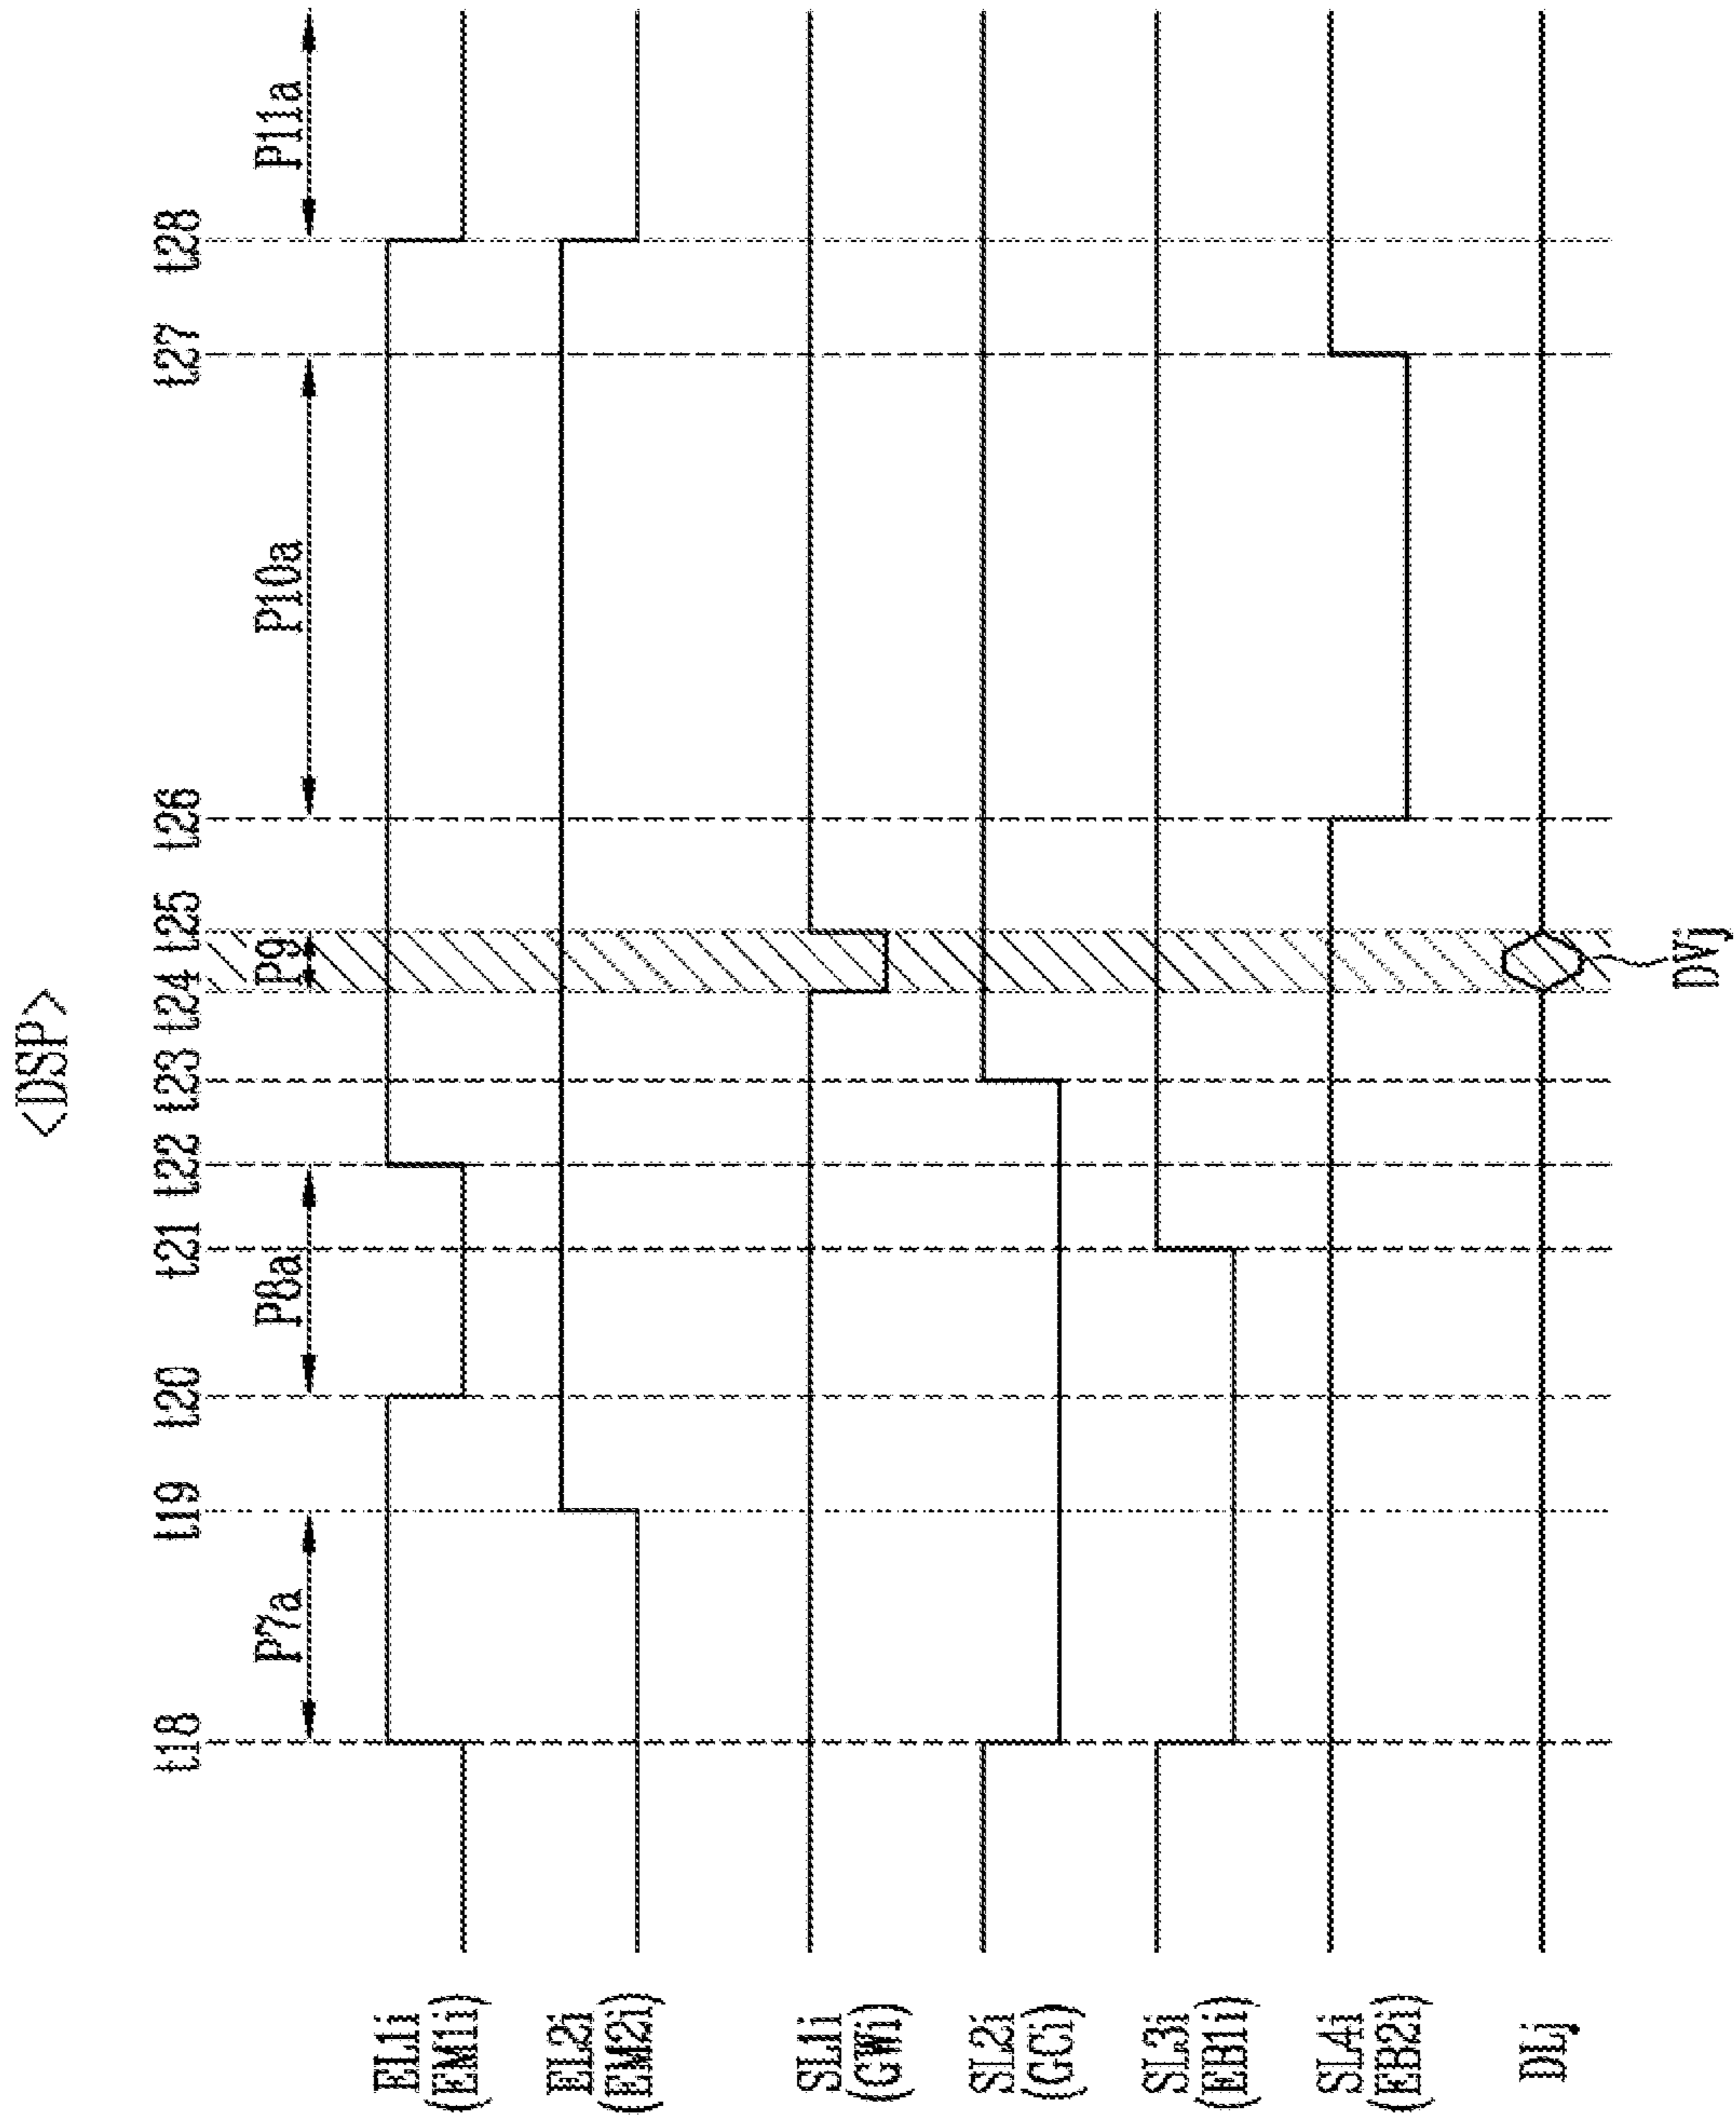 <DSP>
t18 t19 t20 t21 t22 t23 t24 t25 t26 t27 t28
P7a P8a P9 P10a P11a
EL1i
(EM1i)
EL2i
(EM2i)
SL1i
(GWi)
SL2i
(GCi)
SL3i
(EB1i)
SL4i
(EB2i)
DLj
DVj